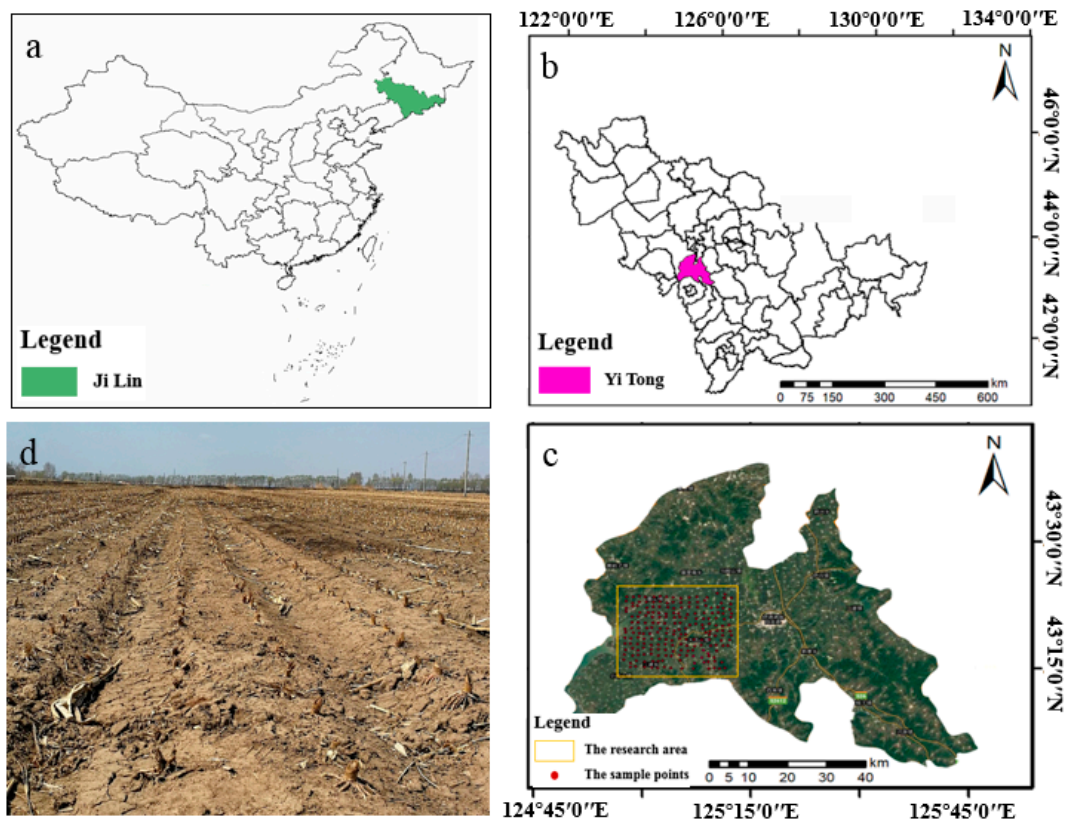 a
Legend
Ji Lin
122°0′0″E 126°0′0″E 130°0′0″E 134°0′0″E
b
N
46°0′0″N
44°0′0″N
42°0′0″N
Legend
Yi Tong
km
0 75 150 300 450 600
d
c
N
43°30′0″N
43°15′0″N
Legend
The research area
The sample points
km
0 5 10 20 30 40
124°45′0″E 125°15′0″E 125°45′0″E